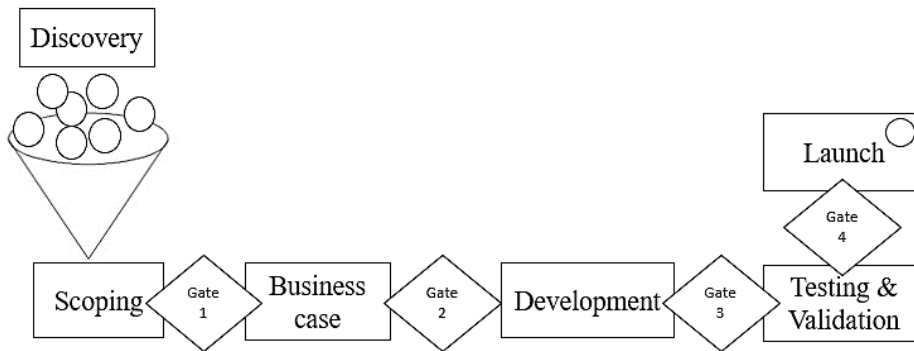 Discovery
Launch
Gate
4
Scoping
Gate
1
Business
case
Gate
2
Development
Gate
3
Testing &
Validation